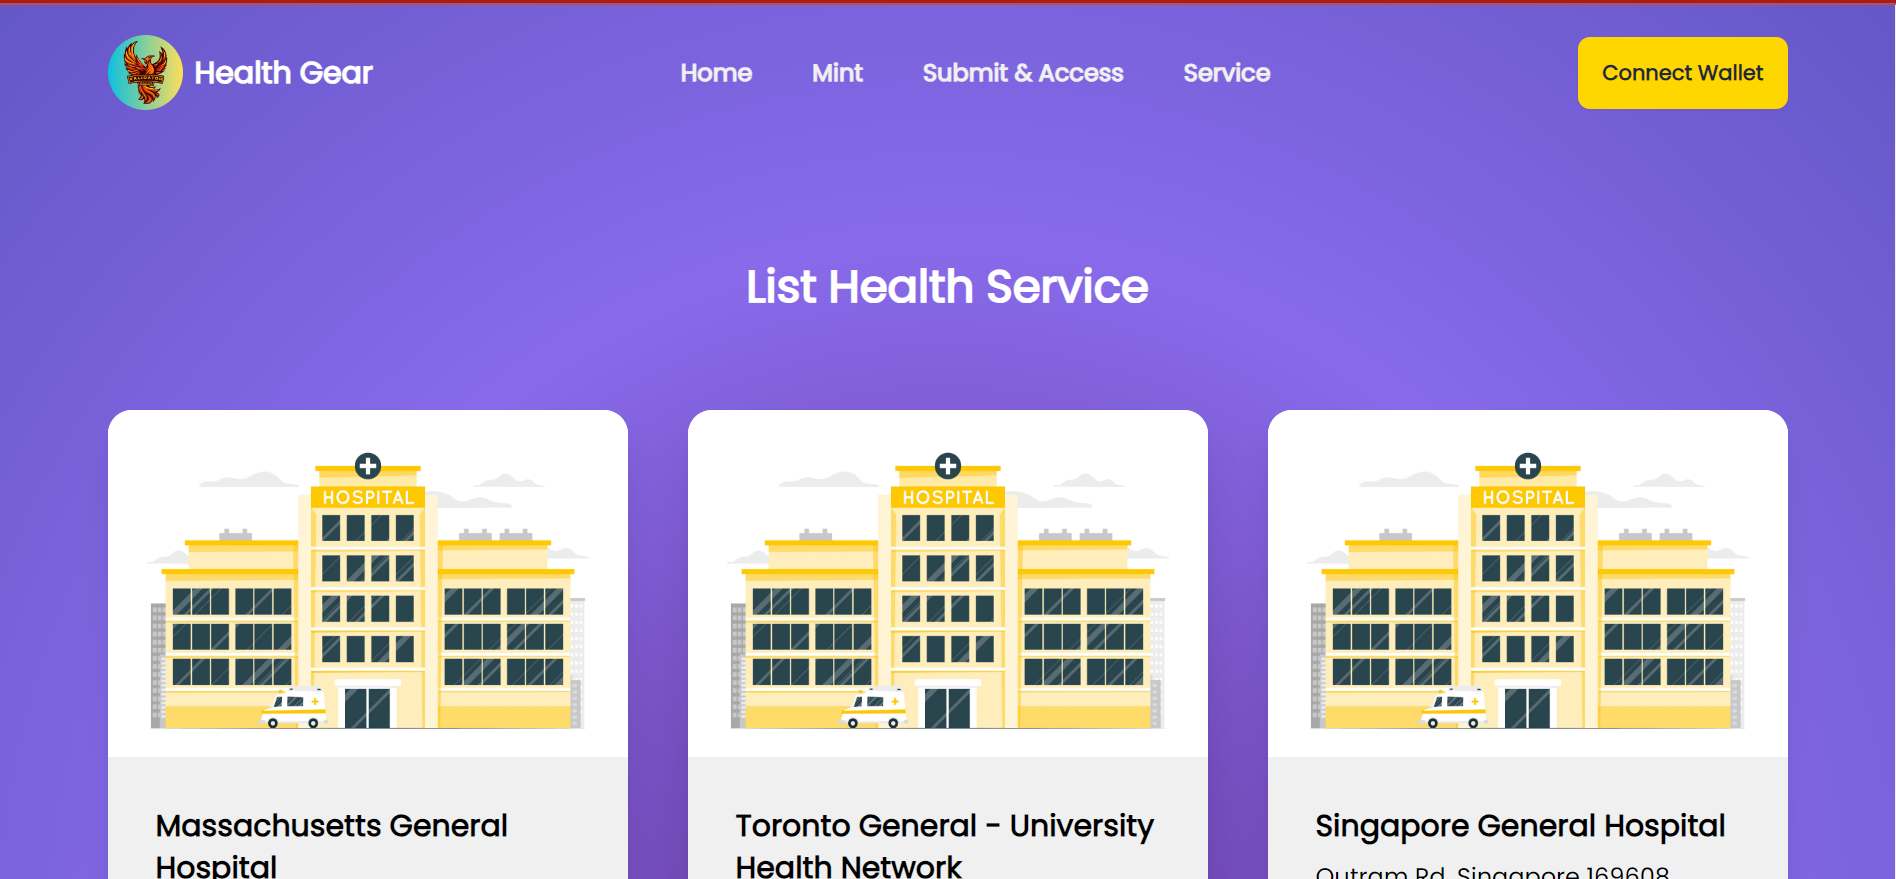 Health Gear
Home
Mint
Submit & Access
Service
Connect Wallet
List Health Service
HOSPITAL
HOSPITAL
HOSPITAL
Massachusetts General
Hospital
Toronto General - University
Health Network
Singapore General Hospital
Outram Rd, Singapore 169608